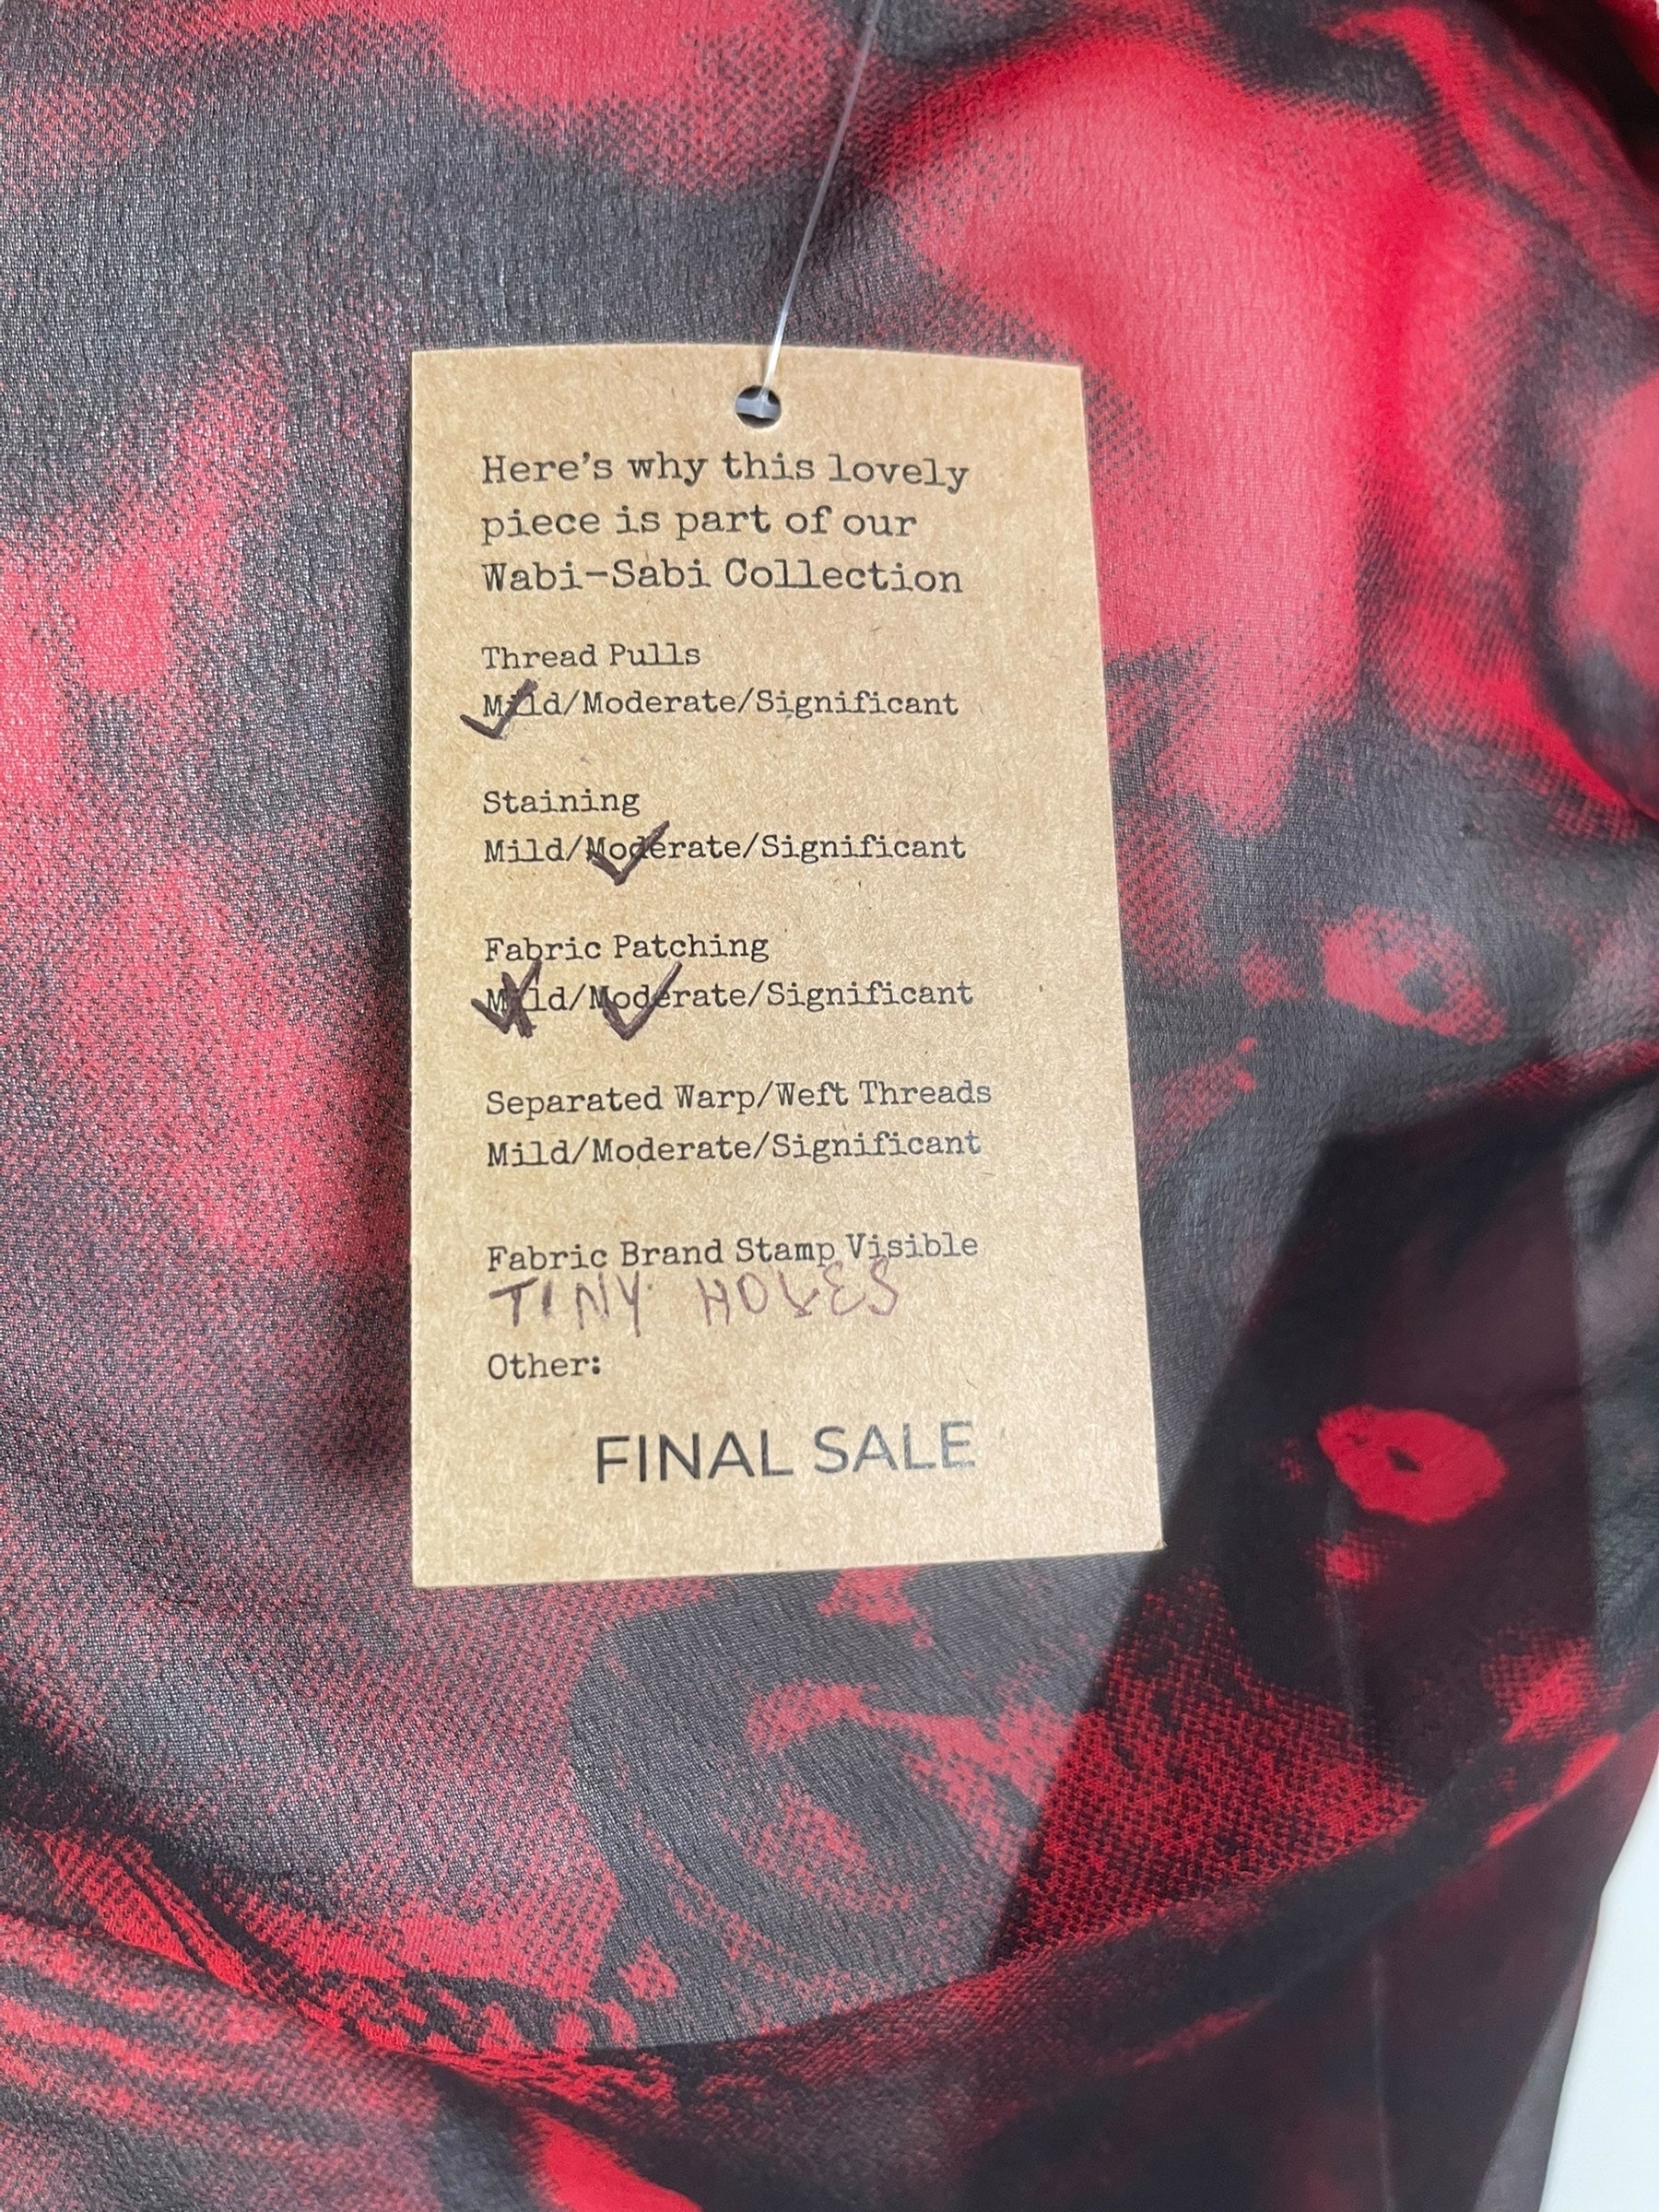 Here's why this lovely
piece is part of our
Wabi-Sabi Collection
Thread Pulls
Mild/Moderate/Significant
Staining
Mild/Moderate/Significant
Fabric Patching
Mild/Moderate/Significant
Separated Warp/Weft Threads
Mild/Moderate/Significant
Fabric Brand Stamp Visible
TINY HOLES
Other:
FINAL SALE